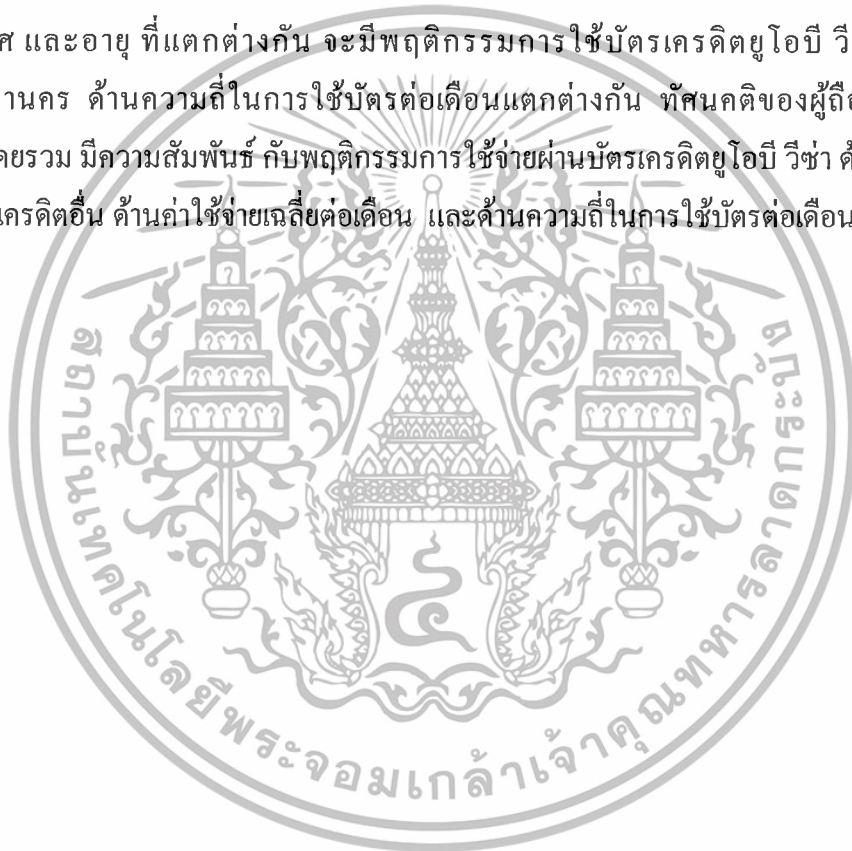 ศ และอายุ ที่แตกต่างกัน จะมีพฤติกรรมการใช้บัตรเครดิตยูโอบี วี
านคร ด้านความถี่ในการใช้บัตรต่อเดือนแตกต่างกัน ทัศนคติของผู้ถือ
ดยรวม มีความสัมพันธ์ กับพฤติกรรมการใช้จ่ายผ่านบัตรเครดิตยูโอบี วีซ่า ด้
นเครดิตอื่น ด้านค่าใช้จ่ายเฉลี่ยต่อเดือน และด้านความถี่ในการใช้บัตรต่อเดือน
สถาบันเทคโนโลยีพระจอมเกล้าเจ้าคุณทหารลาดกระบัง
๔